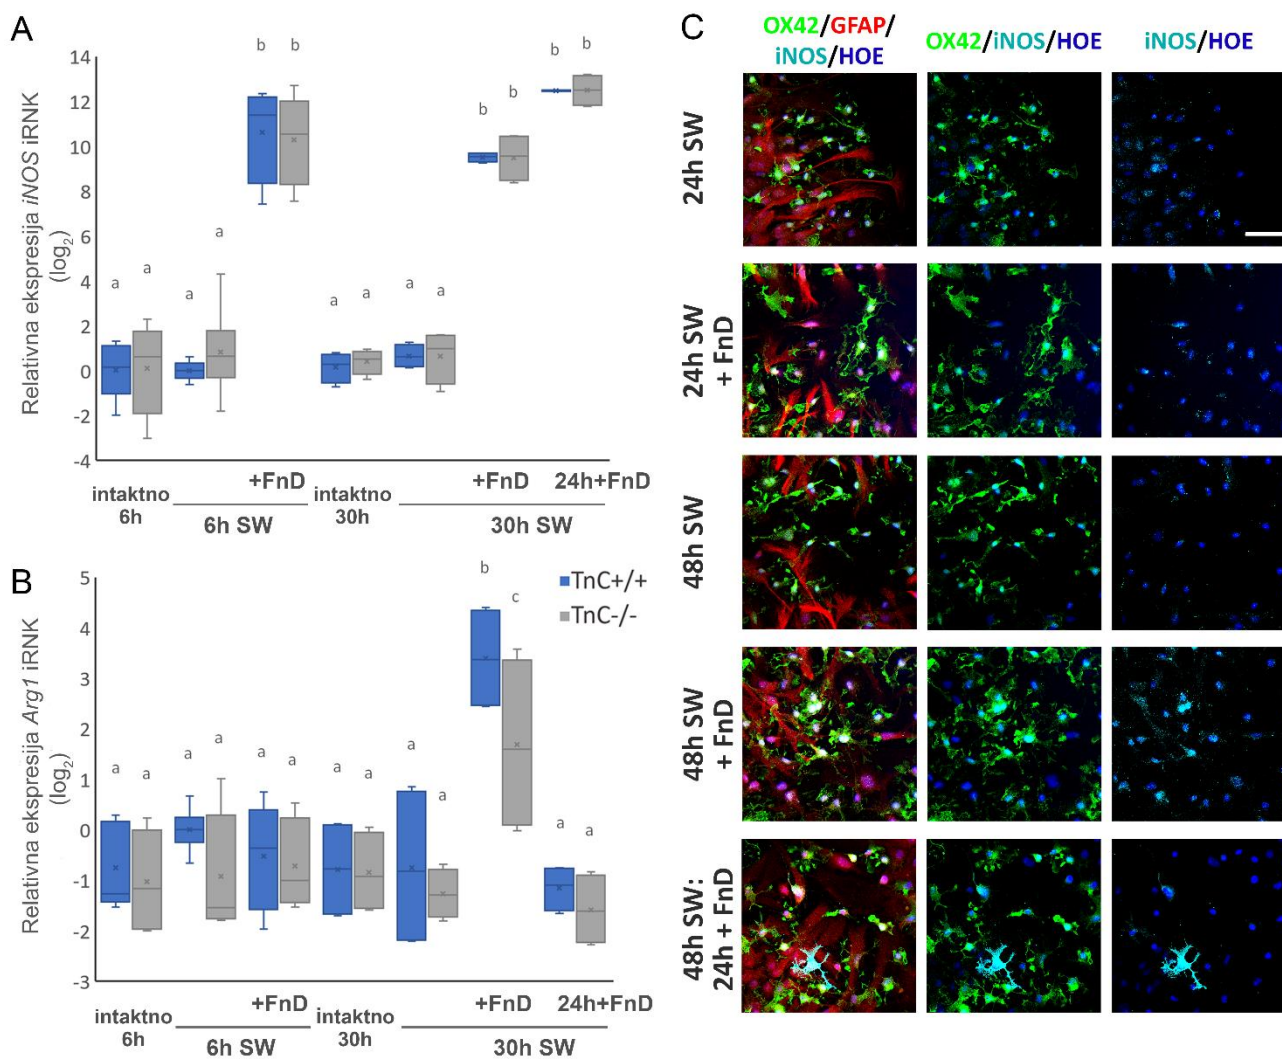 A
Relativna ekspresija iNOS iRNK
(log2)
14
12
10
8
6
4
2
0
-2
-4
a
a
a
a
b
b
a
a
a
a
b
b
b
b
+FnD
+FnD
24h+FnD
intaktno
6h
6h SW
intaktno
30h
30h SW
B
Relativna ekspresija Arg1 iRNK
(log2)
5
4
3
2
1
0
-1
-2
-3
TnC+/+
TnC-/-
a
a
a
a
a
a
a
a
a
a
b
c
a
a
+FnD
+FnD
24h+FnD
intaktno
6h
6h SW
intaktno
30h
30h SW
C
OX42/GFAP/
iNOS/HOE
OX42/iNOS/HOE
iNOS/HOE
24h SW
24h SW
+ FnD
48h SW
48h SW
+ FnD
48h SW:
24h + FnD